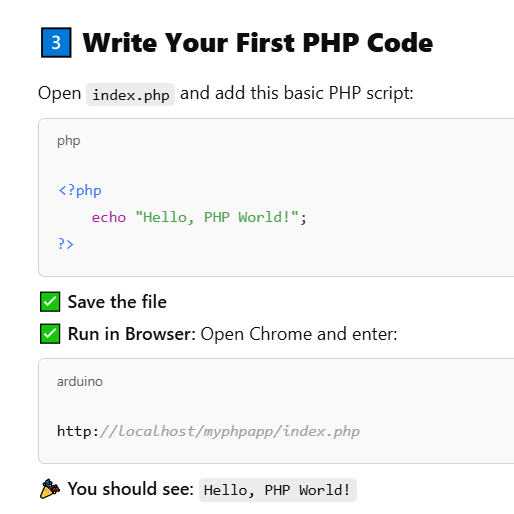 3 Write Your First PHP Code
Open index.php and add this basic PHP script:
php
<?php
    echo "Hello, PHP World!";
?>
✅ Save the file
✅ Run in Browser: Open Chrome and enter:
arduino
http://localhost/myphpapp/index.php
🎉 You should see: Hello, PHP World!